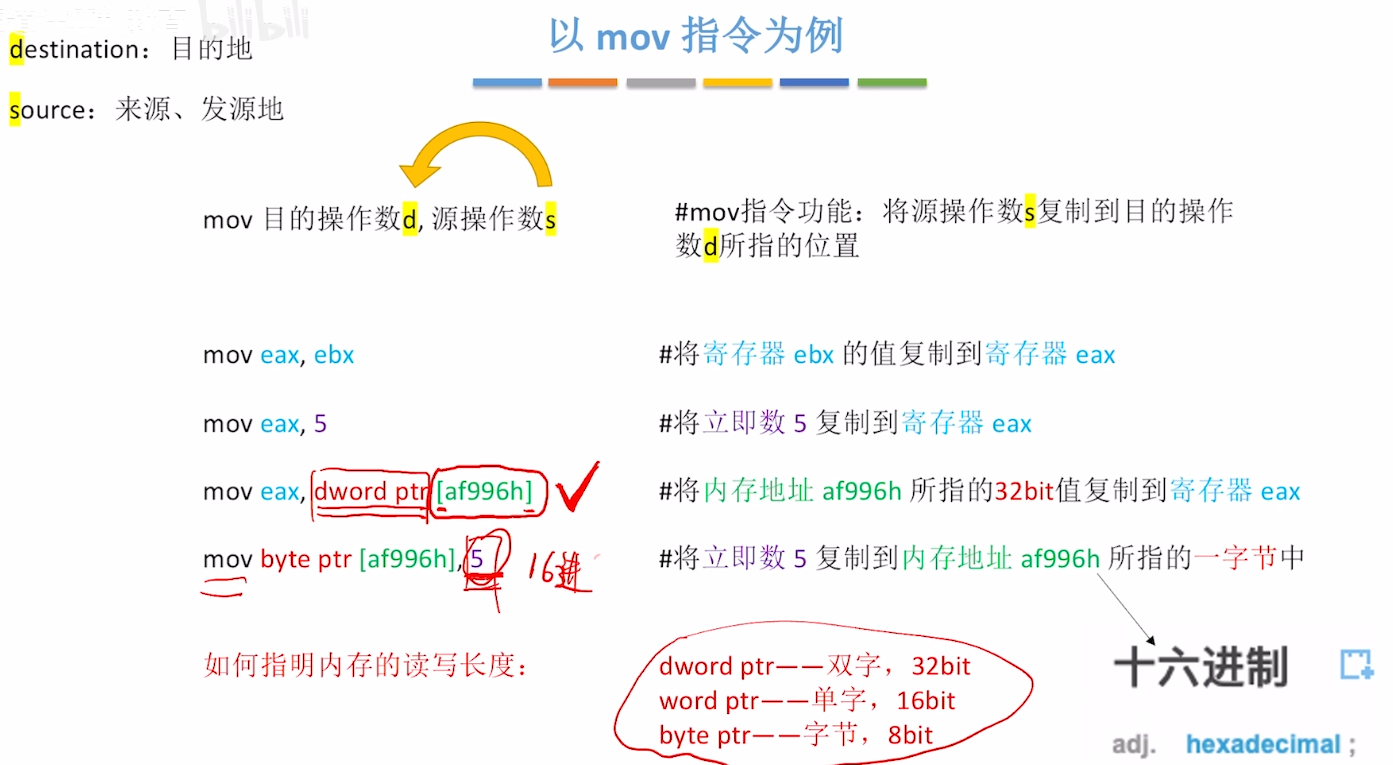 bilibili
destination：目的地
以 mov 指令为例
source：来源、发源地
mov 目的操作数d, 源操作数s
#mov指令功能：将源操作数s复制到目的操作
数d所指的位置
mov eax, ebx
#将寄存器 ebx 的值复制到寄存器 eax
mov eax, 5
#将立即数 5 复制到寄存器 eax
mov eax, dword ptr [af996h]
#将内存地址 af996h 所指的32bit值复制到寄存器 eax
mov byte ptr [af996h], 5
16进
#将立即数 5 复制到内存地址 af996h 所指的一字节中
如何指明内存的读写长度：
dword ptr——双字，32bit
word ptr——单字，16bit
byte ptr——字节，8bit
十六进制
adj. hexadecimal ;